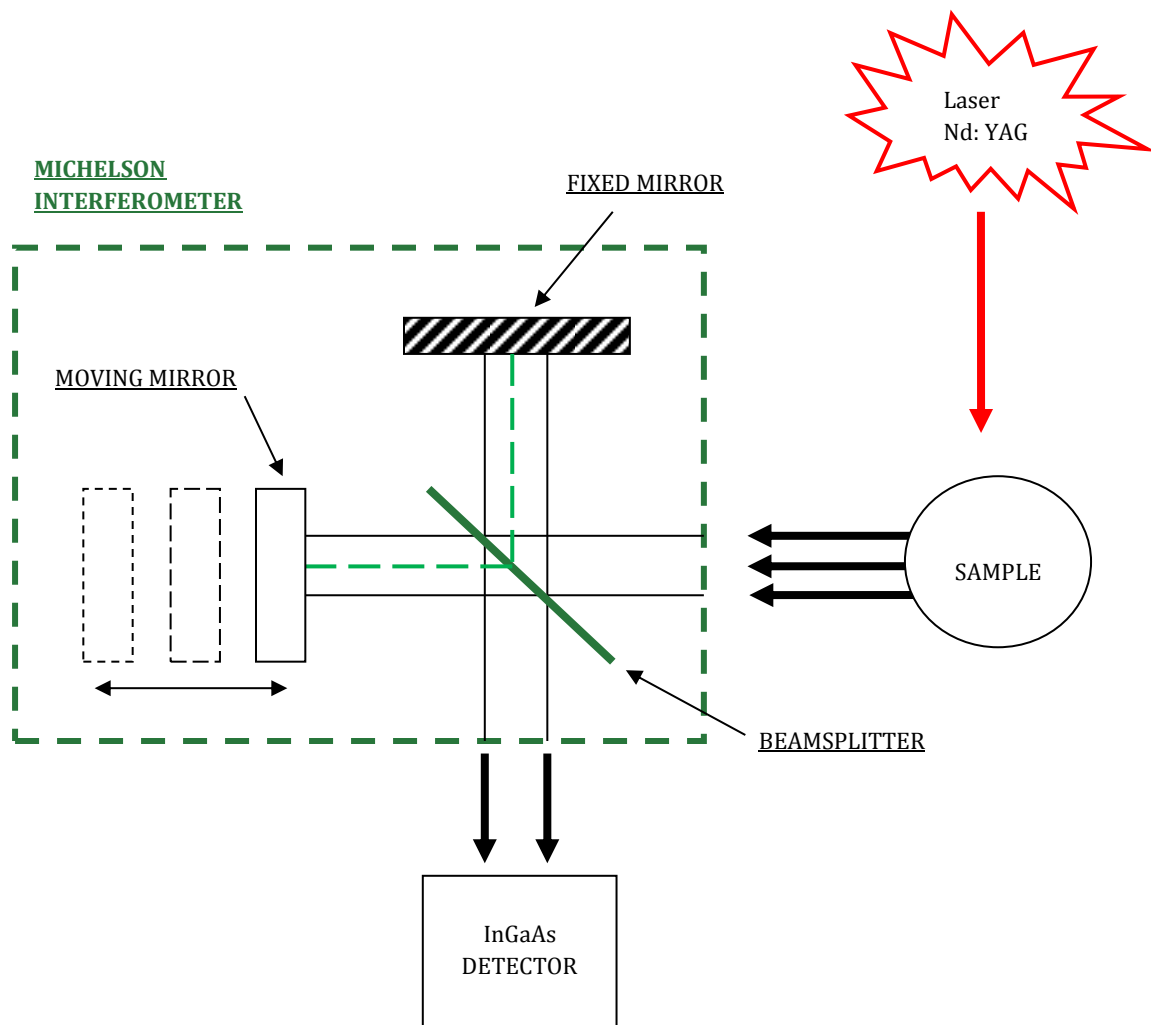 Laser
Nd: YAG
MICHELSON
INTERFEROMETER
FIXED MIRROR
MOVING MIRROR
SAMPLE
BEAMSPLITTER
InGaAs
DETECTOR